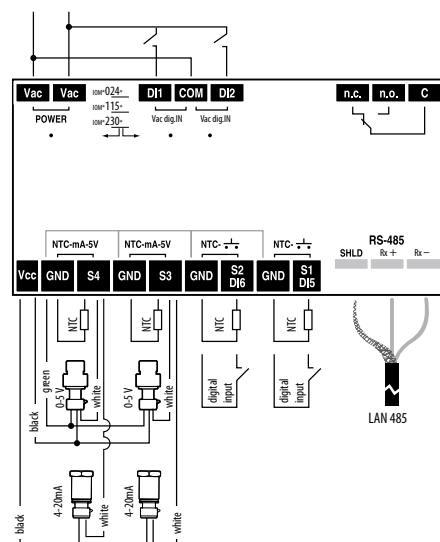 Vac Vac IOM*024* DI1 COM DI2 n.c. n.o. C
IOM*115*
IOM*230*
POWER Vac dig.IN Vac dig.IN
RS-485
SHLD Rx + Rx -
NTC-mA-5V NTC-mA-5V NTC- NTC-
Vcc GND S4 GND S3 GND S2 DI6 GND S1 DI5
NTC NTC NTC NTC
green
0-5 V
white
0-5 V
white
digital input
digital input
black
LAN 485
black
4-20mA
white
4-20mA
white